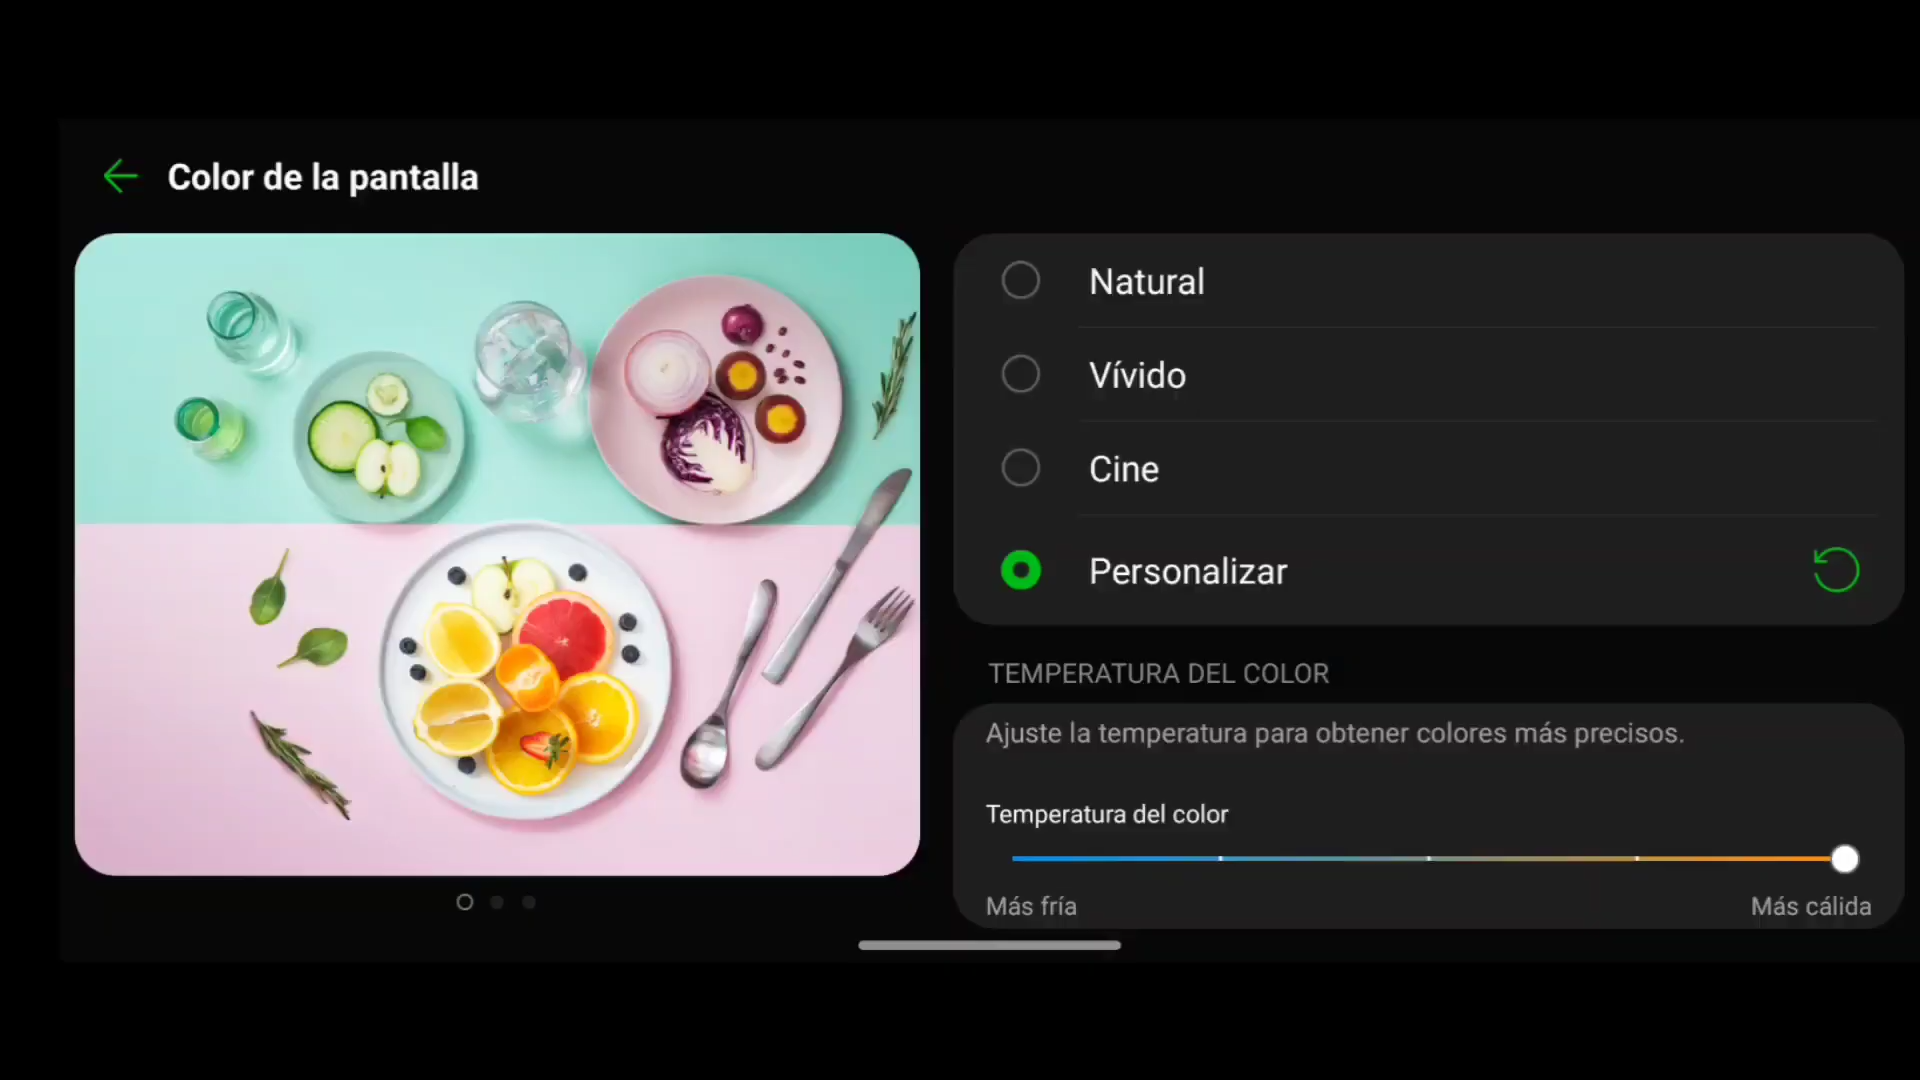 Color de la pantalla
Natural
Vívido
Cine
Personalizar
TEMPERATURA DEL COLOR
Ajuste la temperatura para obtener colores más precisos.
Temperatura del color
Más fría
Más cálida